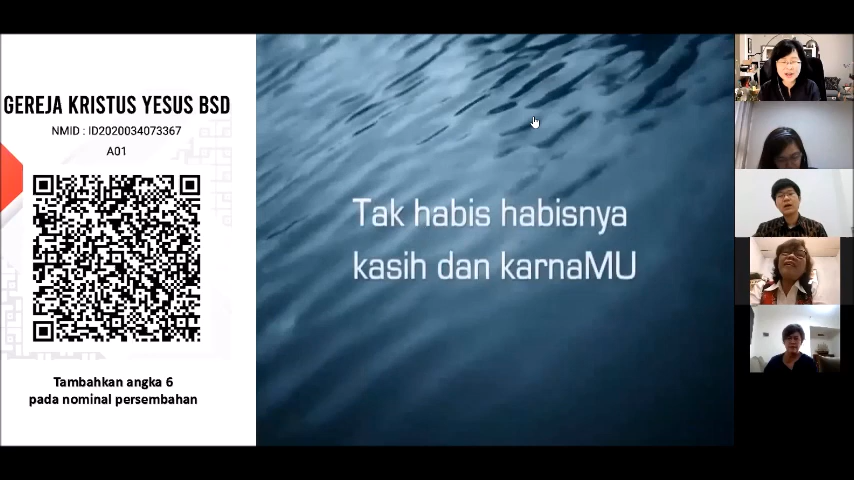 GEREJA KRISTUS YESUS BSD
NMID : ID2020034073367
A01
Tambahkan angka 6
pada nominal persembahan
Tak habis habisnya
kasih dan karnaMU